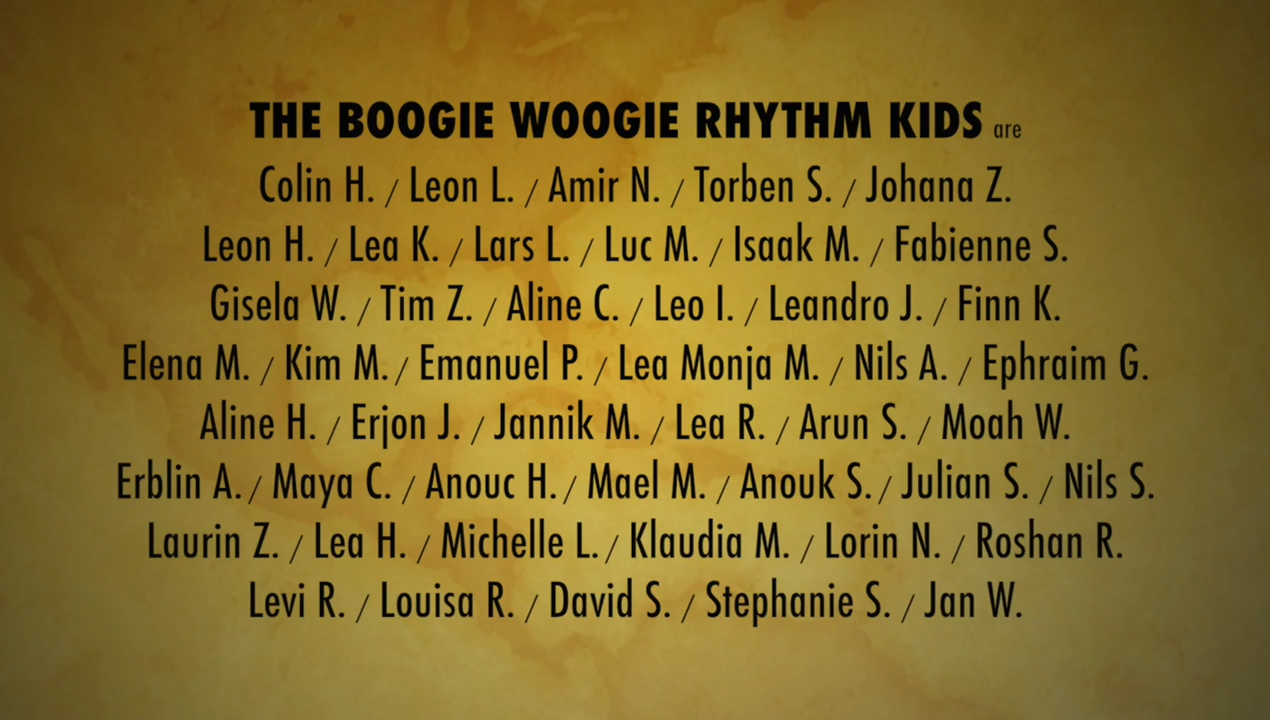 THE BOOGIE WOOGIE RHYTHM KIDS are
Colin H. / Leon L. / Amir N. / Torben S. / Johana Z.
Leon H. / Lea K. / Lars L. / Luc M. / Isaak M. / Fabienne S.
Gisela W. / Tim Z. / Aline C. / Leo I. / Leandro J. / Finn K.
Elena M. / Kim M. / Emanuel P. / Lea Monja M. / Nils A. / Ephraim G.
Aline H. / Erjon J. / Jannik M. / Lea R. / Arun S. / Moah W.
Erblin A. / Maya C. / Anouc H. / Mael M. / Anouk S. / Julian S. / Nils S.
Laurin Z. / Lea H. / Michelle L. / Klaudia M. / Lorin N. / Roshan R.
Levi R. / Louisa R. / David S. / Stephanie S. / Jan W.